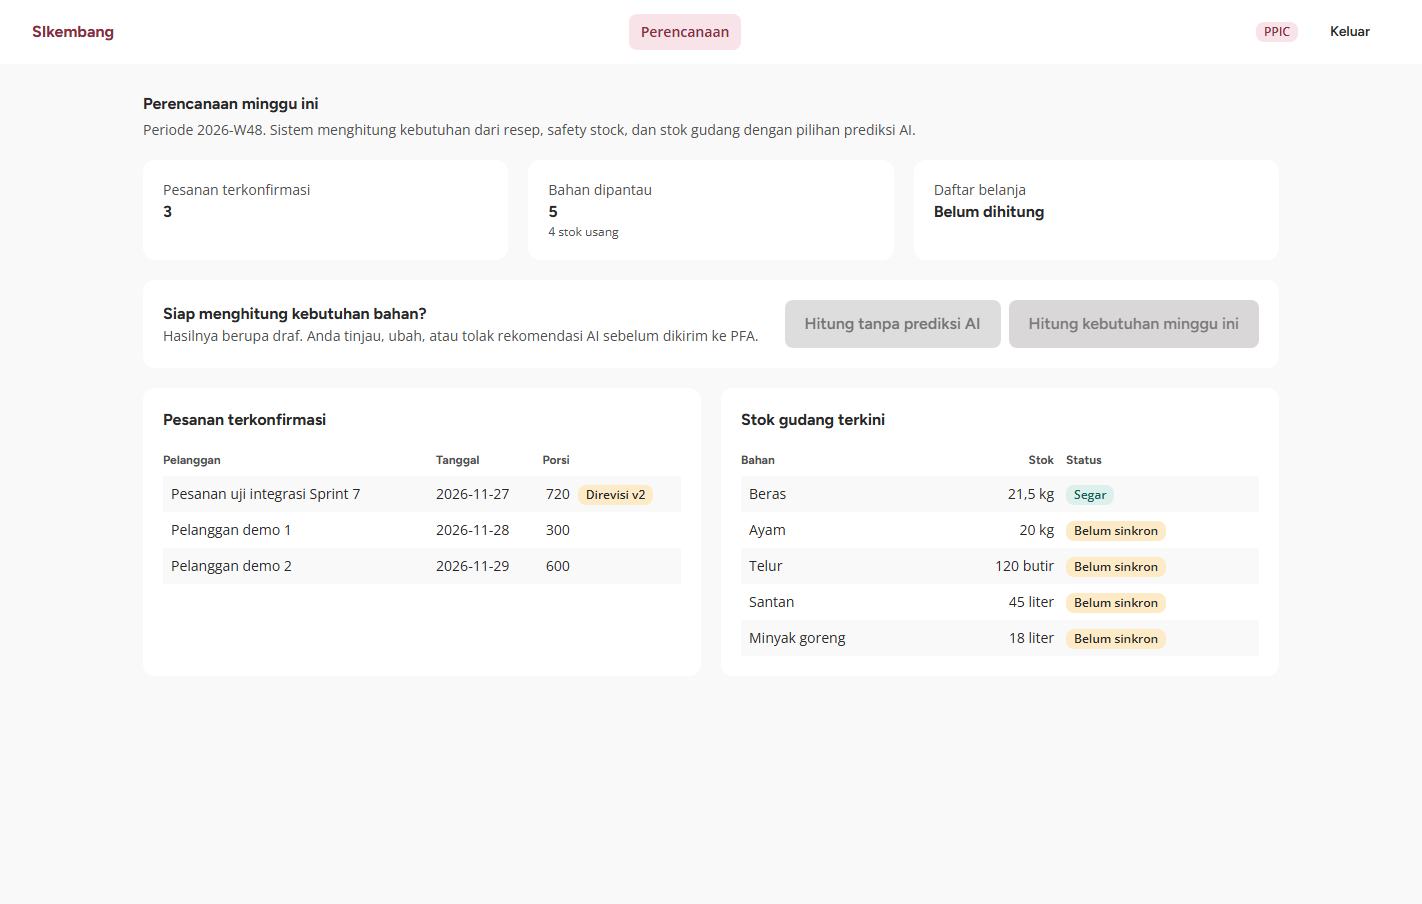 SIkembang
Perencanaan
PPIC
Keluar
Perencanaan minggu ini
Periode 2026-W48. Sistem menghitung kebutuhan dari resep, safety stock, dan stok gudang dengan pilihan prediksi AI.
Pesanan terkonfirmasi
3
Bahan dipantau
5
4 stok usang
Daftar belanja
Belum dihitung
Siap menghitung kebutuhan bahan?
Hasilnya berupa draf. Anda tinjau, ubah, atau tolak rekomendasi AI sebelum dikirim ke PFA.
Hitung tanpa prediksi AI
Hitung kebutuhan minggu ini
Pesanan terkonfirmasi
Pelanggan Tanggal Porsi
Pesanan uji integrasi Sprint 7 2026-11-27 720 Direvisi v2
Pelanggan demo 1 2026-11-28 300
Pelanggan demo 2 2026-11-29 600
Stok gudang terkini
Bahan Stok Status
Beras 21,5 kg Segar
Ayam 20 kg Belum sinkron
Telur 120 butir Belum sinkron
Santan 45 liter Belum sinkron
Minyak goreng 18 liter Belum sinkron